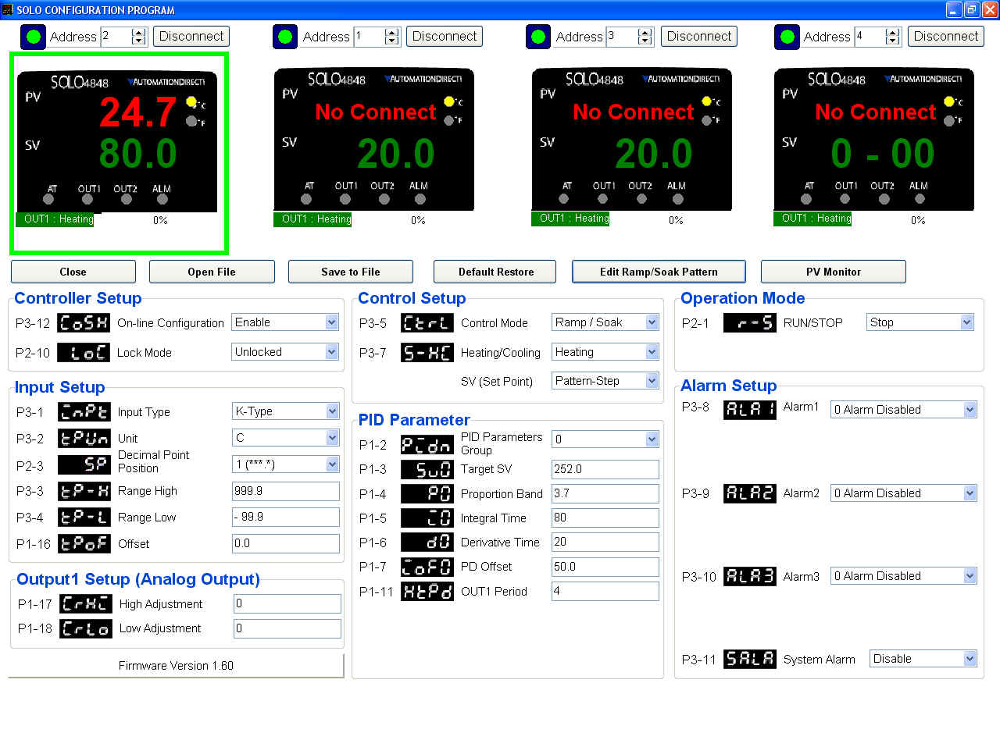 SOLO CONFIGURATION PROGRAM
Address 2 Disconnect Address 1 Disconnect Address 3 Disconnect Address 4 Disconnect
SOLO4848 AUTOMATIONDIRECT
PV 24.7 °C
°F
SV 80.0
AT OUT1 OUT2 ALM
OUT1 : Heating 0%
SOLO4848 AUTOMATIONDIRECT
PV No Connect °C
°F
SV 20.0
AT OUT1 OUT2 ALM
OUT1 : Heating 0%
SOLO4848 AUTOMATIONDIRECT
PV No Connect °C
°F
SV 20.0
AT OUT1 OUT2 ALM
OUT1 : Heating 0%
SOLO4848 AUTOMATIONDIRECT
PV No Connect °C
°F
SV 0 - 00
AT OUT1 OUT2 ALM
OUT1 : Heating 0%
Close Open File Save to File Default Restore Edit Ramp/Soak Pattern PV Monitor
Controller Setup
P3-12 CoSH On-line Configuration Enable
P2-10 LoC Lock Mode Unlocked
Input Setup
P3-1 inPt Input Type K-Type
P3-2 tPUn Unit C
P2-3 SP Decimal Point
Position 1 (***.*)
P3-3 tP-H Range High 999.9
P3-4 tP-L Range Low - 99.9
P1-16 tPoF Offset 0.0
Output1 Setup (Analog Output)
P1-17 CrHi High Adjustment 0
P1-18 CrLo Low Adjustment 0
Firmware Version 1.60
Control Setup
P3-5 CtrL Control Mode Ramp / Soak
P3-7 S-HC Heating/Cooling Heating
SV (Set Point) Pattern-Step
PID Parameter
P1-2 Pidn PID Parameters
Group 0
P1-3 Sv0 Target SV 252.0
P1-4 P0 Proportion Band 3.7
P1-5 i0 Integral Time 80
P1-6 d0 Derivative Time 20
P1-7 ioF0 PD Offset 50.0
P1-11 HtPd OUT1 Period 4
Operation Mode
P2-1 r-S RUN/STOP Stop
Alarm Setup
P3-8 ALA1 Alarm1 0 Alarm Disabled
P3-9 ALA2 Alarm2 0 Alarm Disabled
P3-10 ALA3 Alarm3 0 Alarm Disabled
P3-11 SALA System Alarm Disable